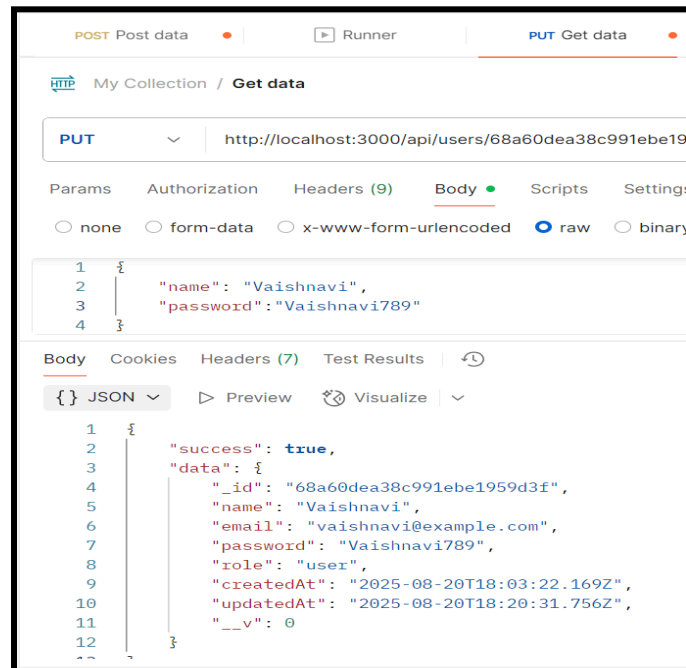 POST Post data Runner PUT Get data
HTTP My Collection / Get data
PUT http://localhost:3000/api/users/68a60dea38c991ebe19
Params Authorization Headers (9) Body Scripts Settings
none form-data x-www-form-urlencoded raw binary
1 {
2 "name": "Vaishnavi",
3 "password":"Vaishnavi789"
4 }
Body Cookies Headers (7) Test Results
{} JSON Preview Visualize
1 {
2 "success": true,
3 "data": {
4 "_id": "68a60dea38c991ebe1959d3f",
5 "name": "Vaishnavi",
6 "email": "vaishnavi@example.com",
7 "password": "Vaishnavi789",
8 "role": "user",
9 "createdAt": "2025-08-20T18:03:22.169Z",
10 "updatedAt": "2025-08-20T18:20:31.756Z",
11 "__v": 0
12 }